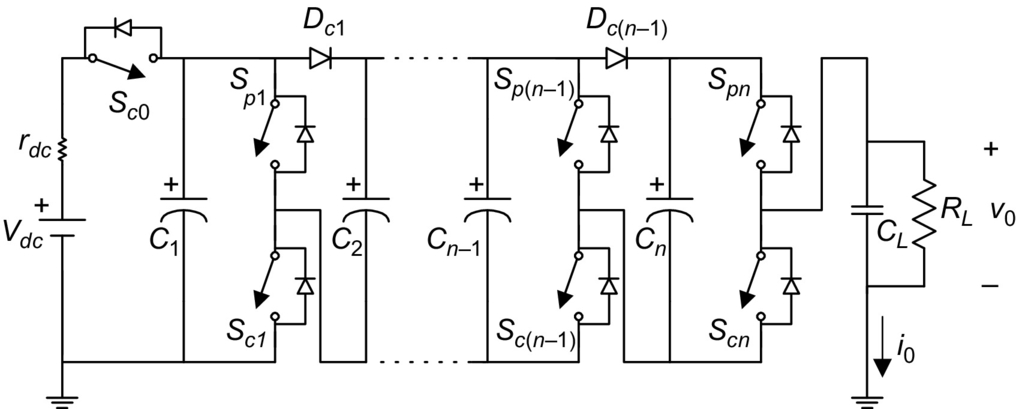 D_c1
D_c(n–1)
S_c0
S_p1
S_p(n–1)
S_pn
r_dc
+
V_dc
+
C_1
+
C_2
+
C_n–1
+
C_n
C_L
R_L
+
v_0
–
S_c1
S_c(n–1)
S_cn
i_0